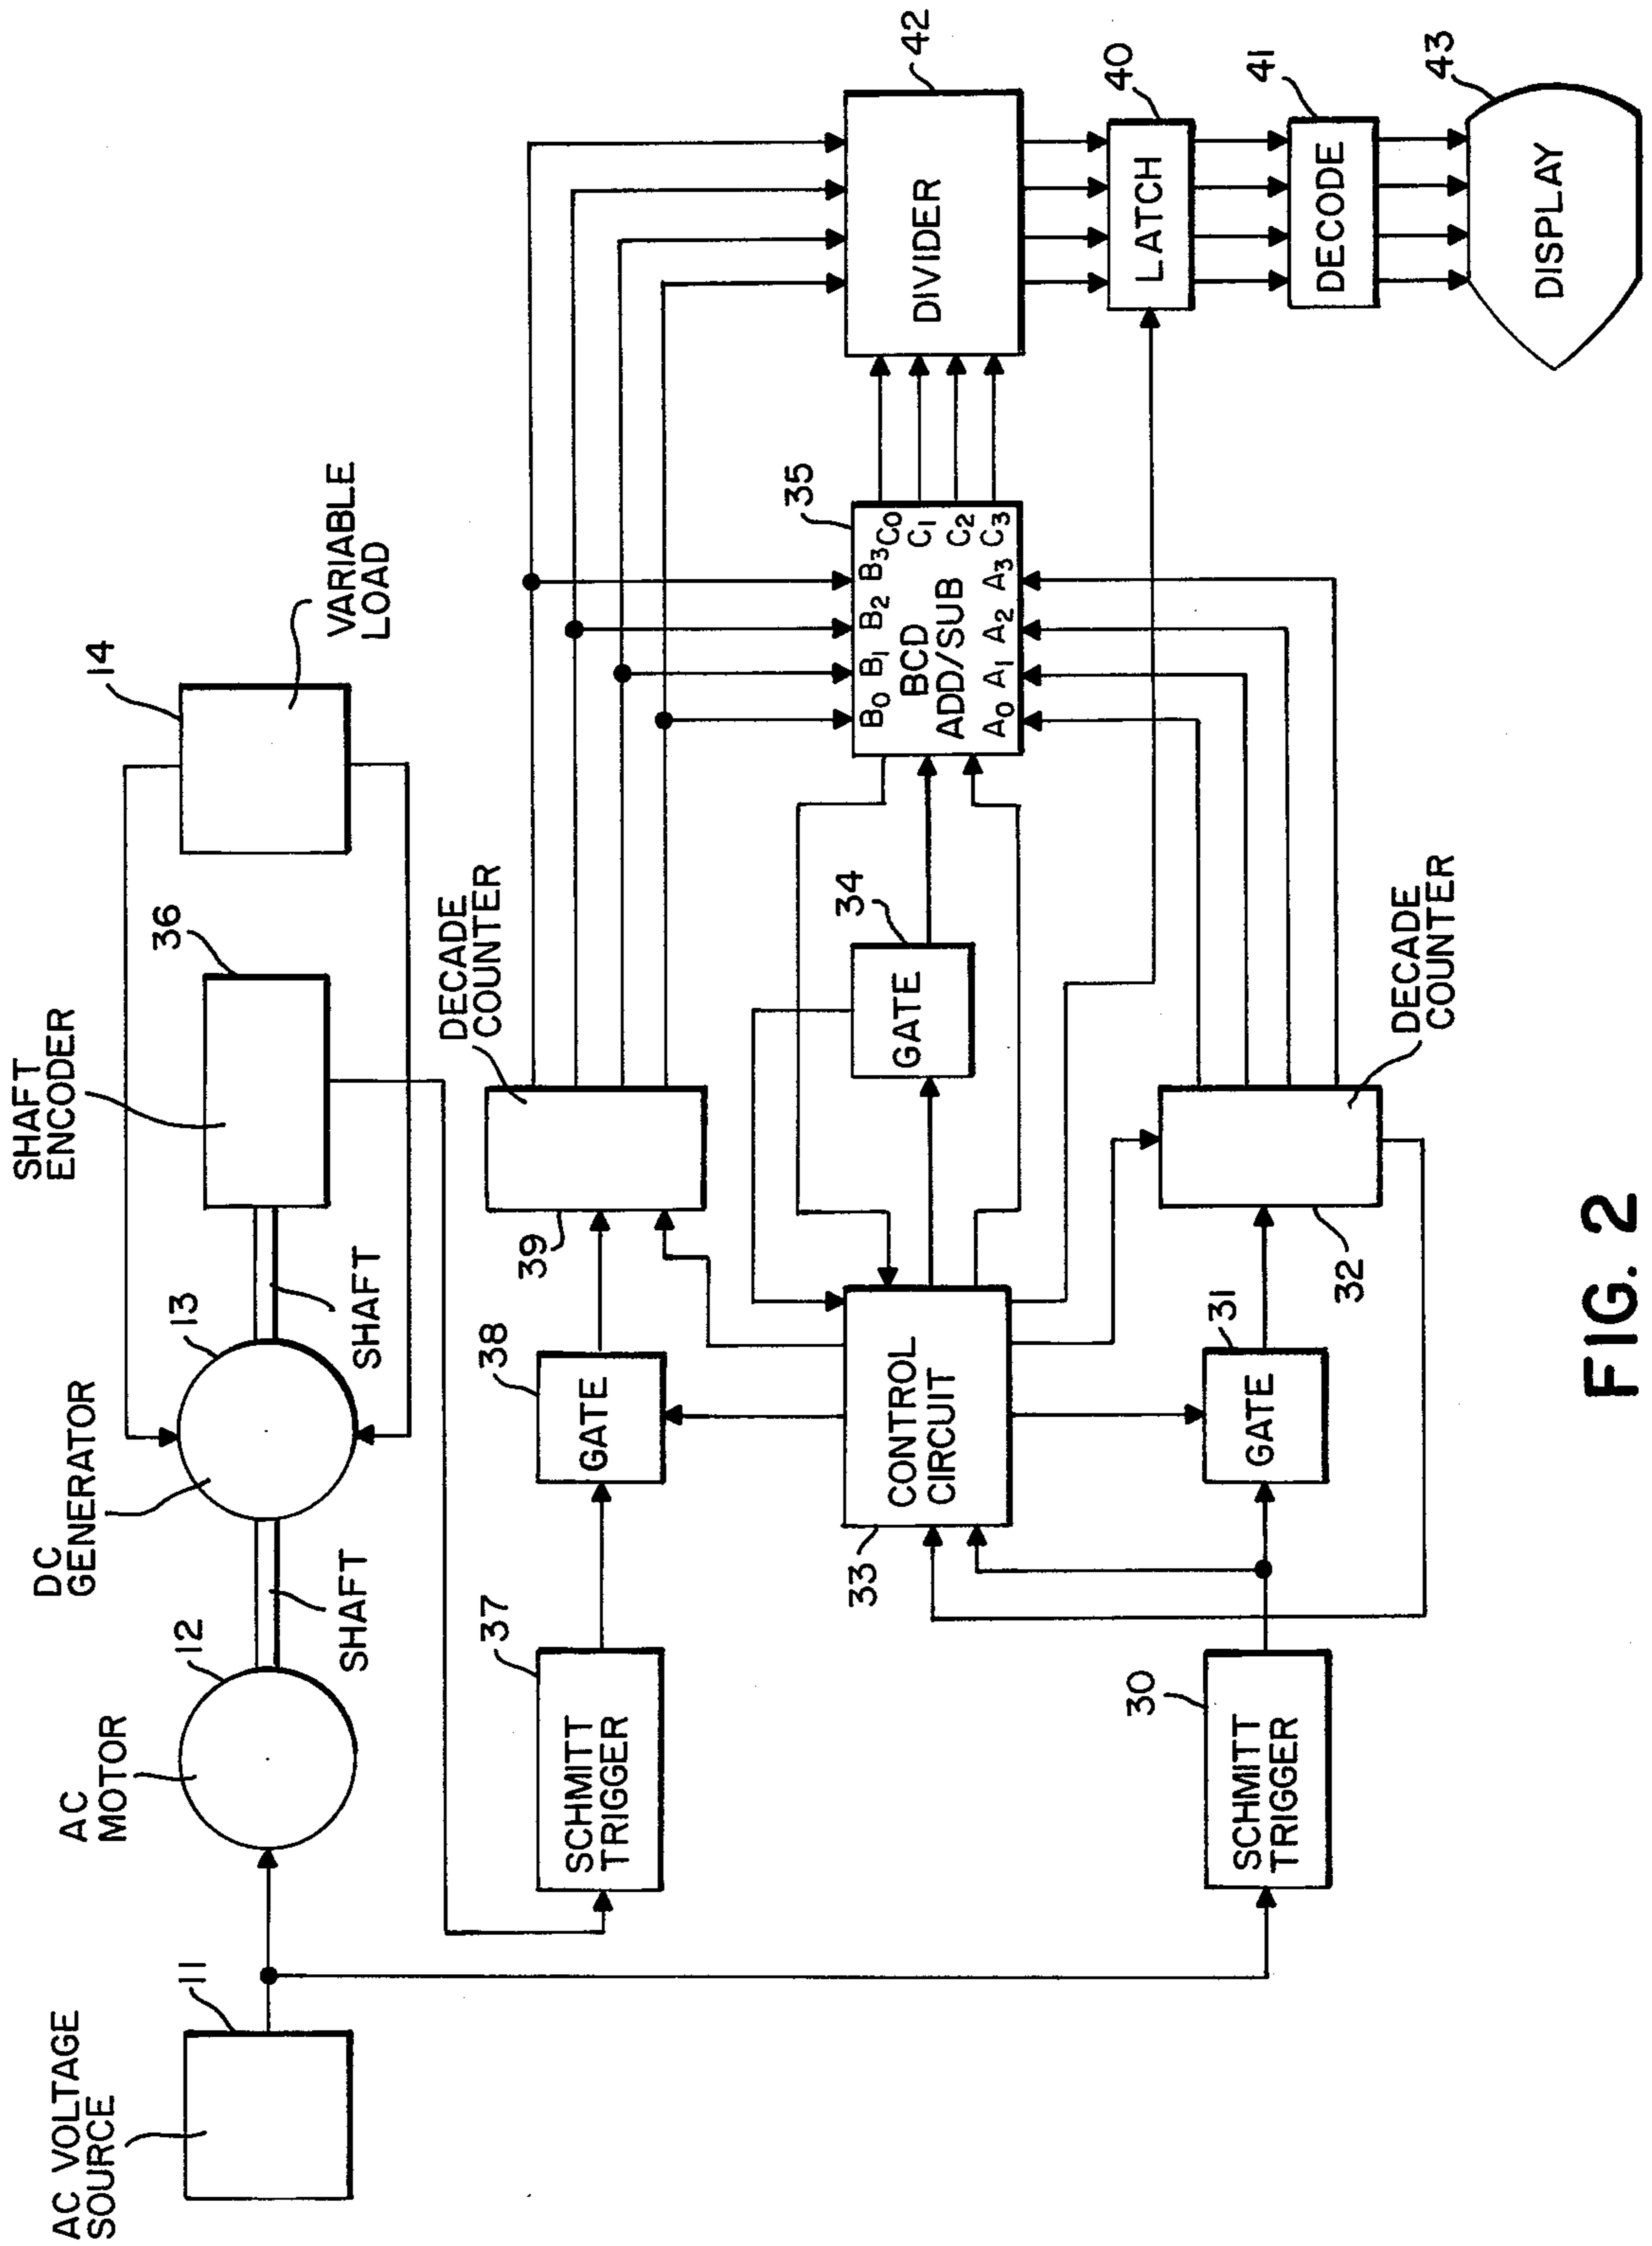 AC VOLTAGE
SOURCE
11
AC
MOTOR
12
SHAFT
DC
GENERATOR
13
SHAFT
SHAFT
ENCODER
36
14
VARIABLE
LOAD
SCHMITT
TRIGGER
37
GATE
38
39
DECADE
COUNTER
33
CONTROL
CIRCUIT
GATE
34
35
B0 B1 B2 B3
BCD
ADD/SUB
A0 A1 A2 A3
C0
C1
C2
C3
DIVIDER
42
SCHMITT
TRIGGER
30
GATE
31
32
DECADE
COUNTER
LATCH
40
DECODE
41
DISPLAY
43
FIG. 2